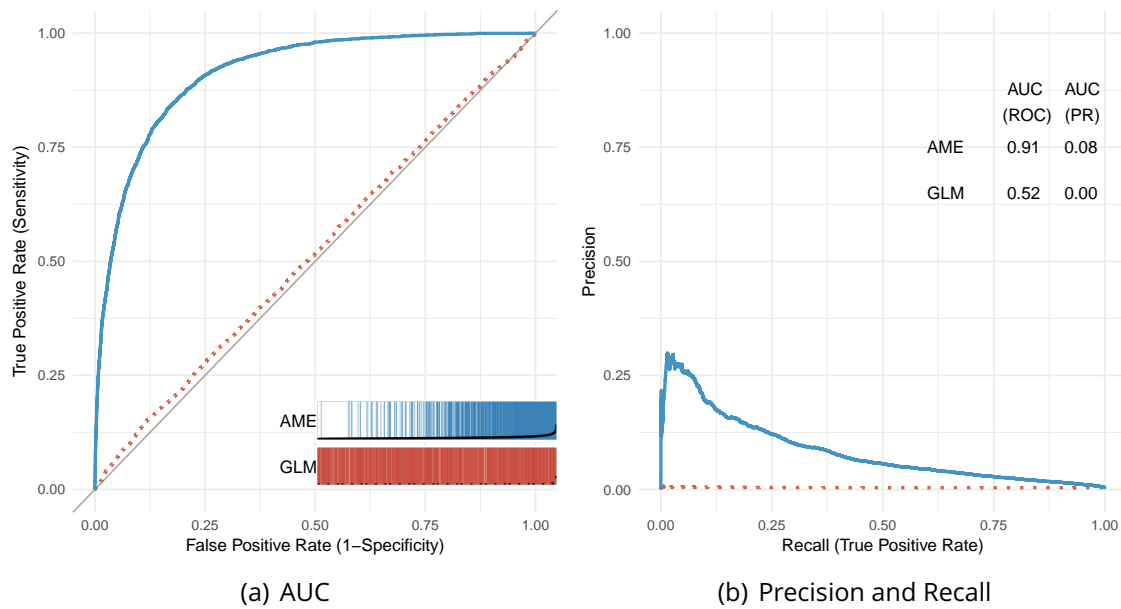 1.00
0.75
0.50
0.25
0.00
True Positive Rate (Sensitivity)
AME
GLM
0.00 0.25 0.50 0.75 1.00
False Positive Rate (1−Specificity)
(a) AUC
1.00
0.75
0.50
0.25
0.00
Precision
AUC AUC
(ROC) (PR)
AME 0.91 0.08
GLM 0.52 0.00
0.00 0.25 0.50 0.75 1.00
Recall (True Positive Rate)
(b) Precision and Recall